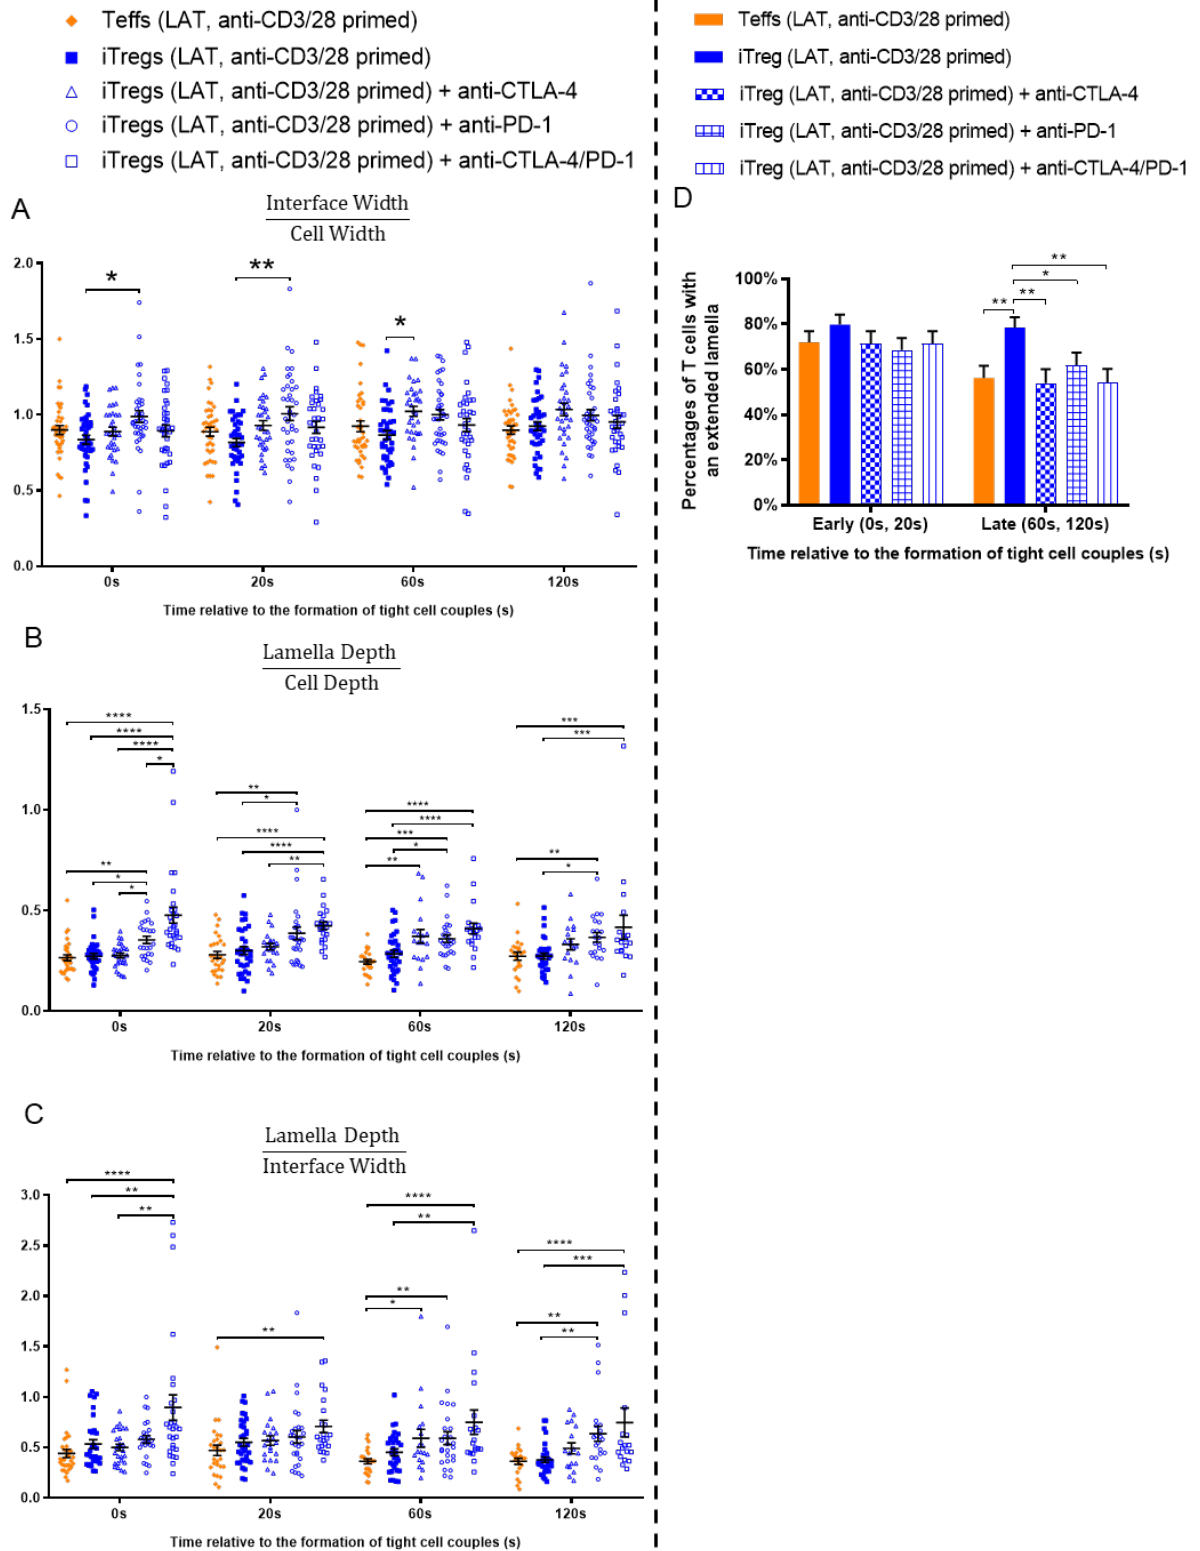 Teffs (LAT, anti-CD3/28 primed)
iTregs (LAT, anti-CD3/28 primed)
iTregs (LAT, anti-CD3/28 primed) + anti-CTLA-4
iTregs (LAT, anti-CD3/28 primed) + anti-PD-1
iTregs (LAT, anti-CD3/28 primed) + anti-CTLA-4/PD-1
A
Interface Width
Cell Width
* ** *
2.0
1.5
1.0
0.5
0.0
0s 20s 60s 120s
Time relative to the formation of tight cell couples (s)
B
Lamella Depth
Cell Depth
1.5
1.0
0.5
0.0
**** *** 
**** ***
****
*
** * **** ****
**** *** *
** **** ** **
* ** *
*
0s 20s 60s 120s
Time relative to the formation of tight cell couples (s)
C
Lamella Depth
Interface Width
3.0
2.5
2.0
1.5
1.0
0.5
0.0
**** ****
** **
** **** ***
** **
* **
**
0s 20s 60s 120s
Time relative to the formation of tight cell couples (s)
Teffs (LAT, anti-CD3/28 primed)
iTreg (LAT, anti-CD3/28 primed)
iTreg (LAT, anti-CD3/28 primed) + anti-CTLA-4
iTreg (LAT, anti-CD3/28 primed) + anti-PD-1
iTreg (LAT, anti-CD3/28 primed) + anti-CTLA-4/PD-1
D
Percentages of T cells with
an extended lamella
100%
80%
60%
40%
20%
0%
**
*
** **
Early (0s, 20s) Late (60s, 120s)
Time relative to the formation of tight cell couples (s)